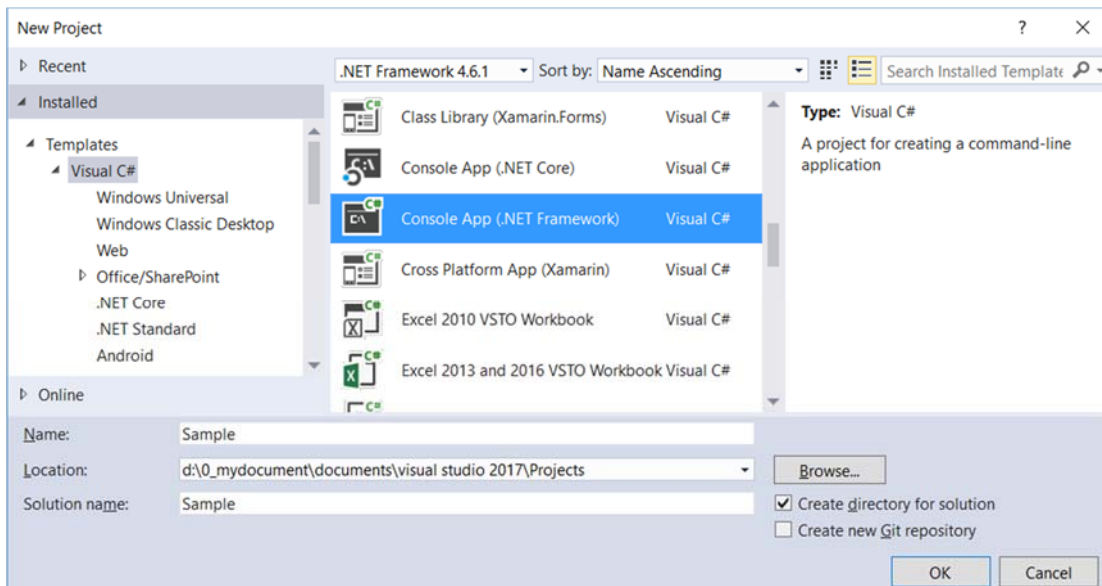 New Project
Recent
.NET Framework 4.6.1 Sort by: Name Ascending Search Installed Template
Installed
Templates
Visual C#
Windows Universal
Windows Classic Desktop
Web
Office/SharePoint
.NET Core
.NET Standard
Android
Online
Class Library (Xamarin.Forms) Visual C#
Console App (.NET Core) Visual C#
Console App (.NET Framework) Visual C#
Cross Platform App (Xamarin) Visual C#
Excel 2010 VSTO Workbook Visual C#
Excel 2013 and 2016 VSTO Workbook Visual C#
Type: Visual C#
A project for creating a command-line
application
Name: Sample
Location: d:\0_mydocument\documents\visual studio 2017\Projects Browse...
Solution name: Sample
Create directory for solution
Create new Git repository
OK Cancel